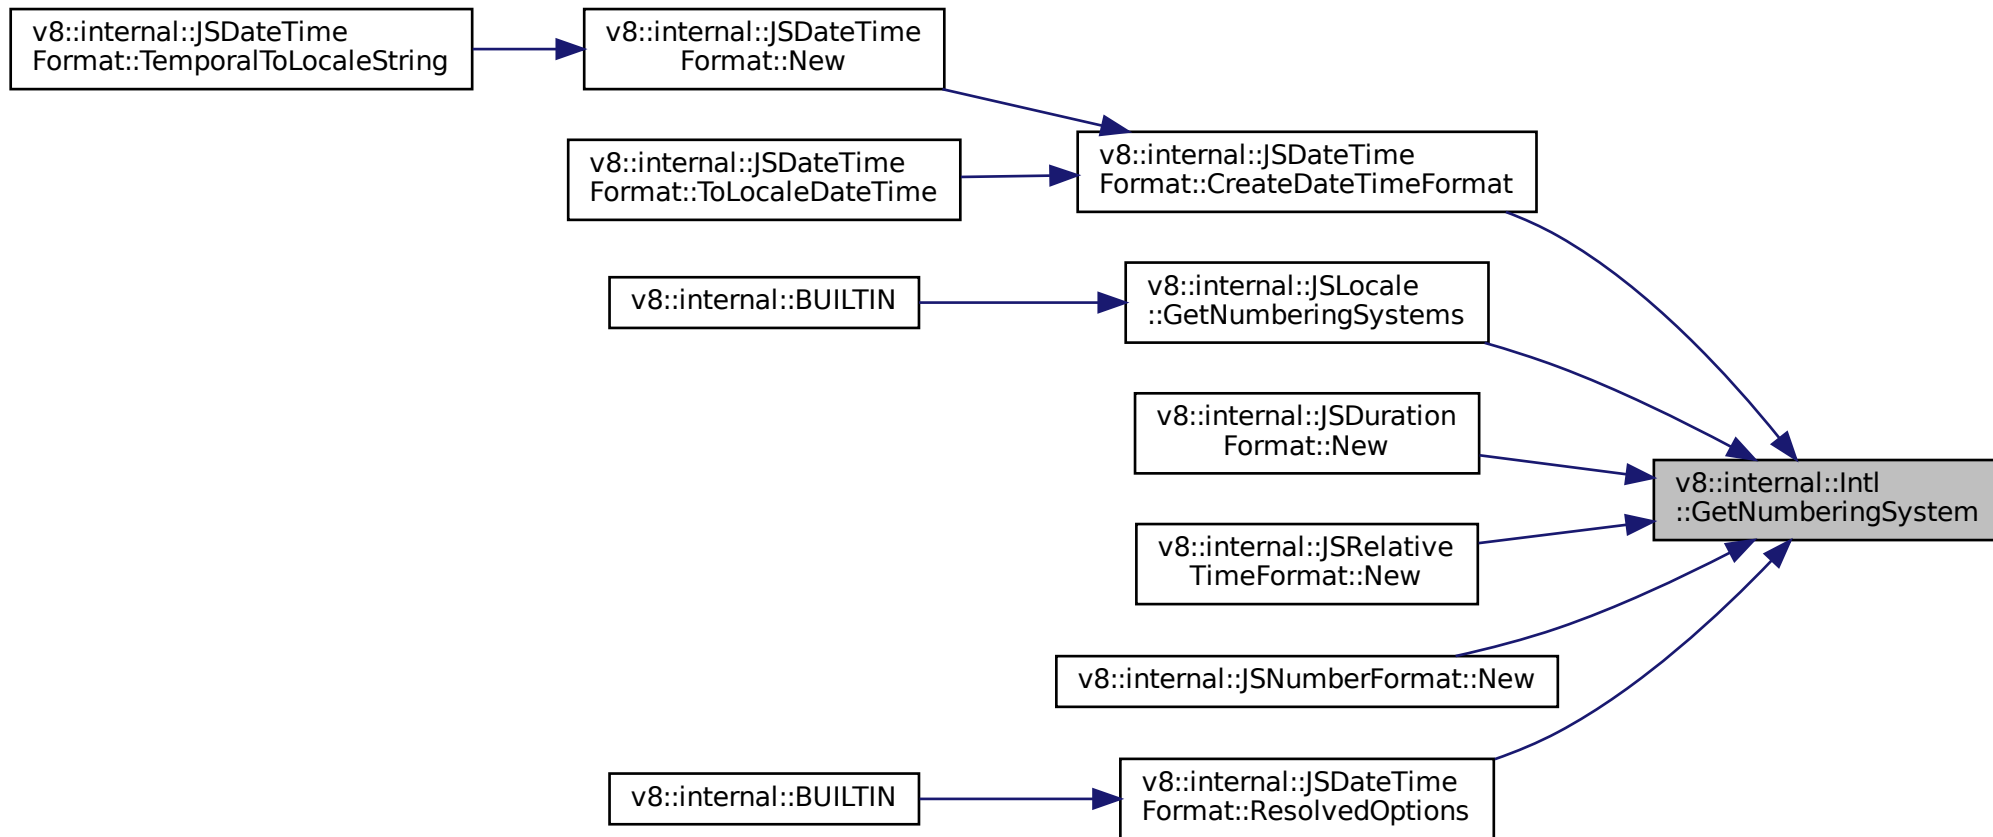 v8::internal::JSDateTime
Format::TemporalToLocaleString
v8::internal::JSDateTime
Format::New
v8::internal::JSDateTime
Format::ToLocaleDateTime
v8::internal::JSDateTime
Format::CreateDateTimeFormat
v8::internal::BUILTIN
v8::internal::JSLocale
::GetNumberingSystems
v8::internal::JSDuration
Format::New
v8::internal::Intl
::GetNumberingSystem
v8::internal::JSRelative
TimeFormat::New
v8::internal::JSNumberFormat::New
v8::internal::BUILTIN
v8::internal::JSDateTime
Format::ResolvedOptions